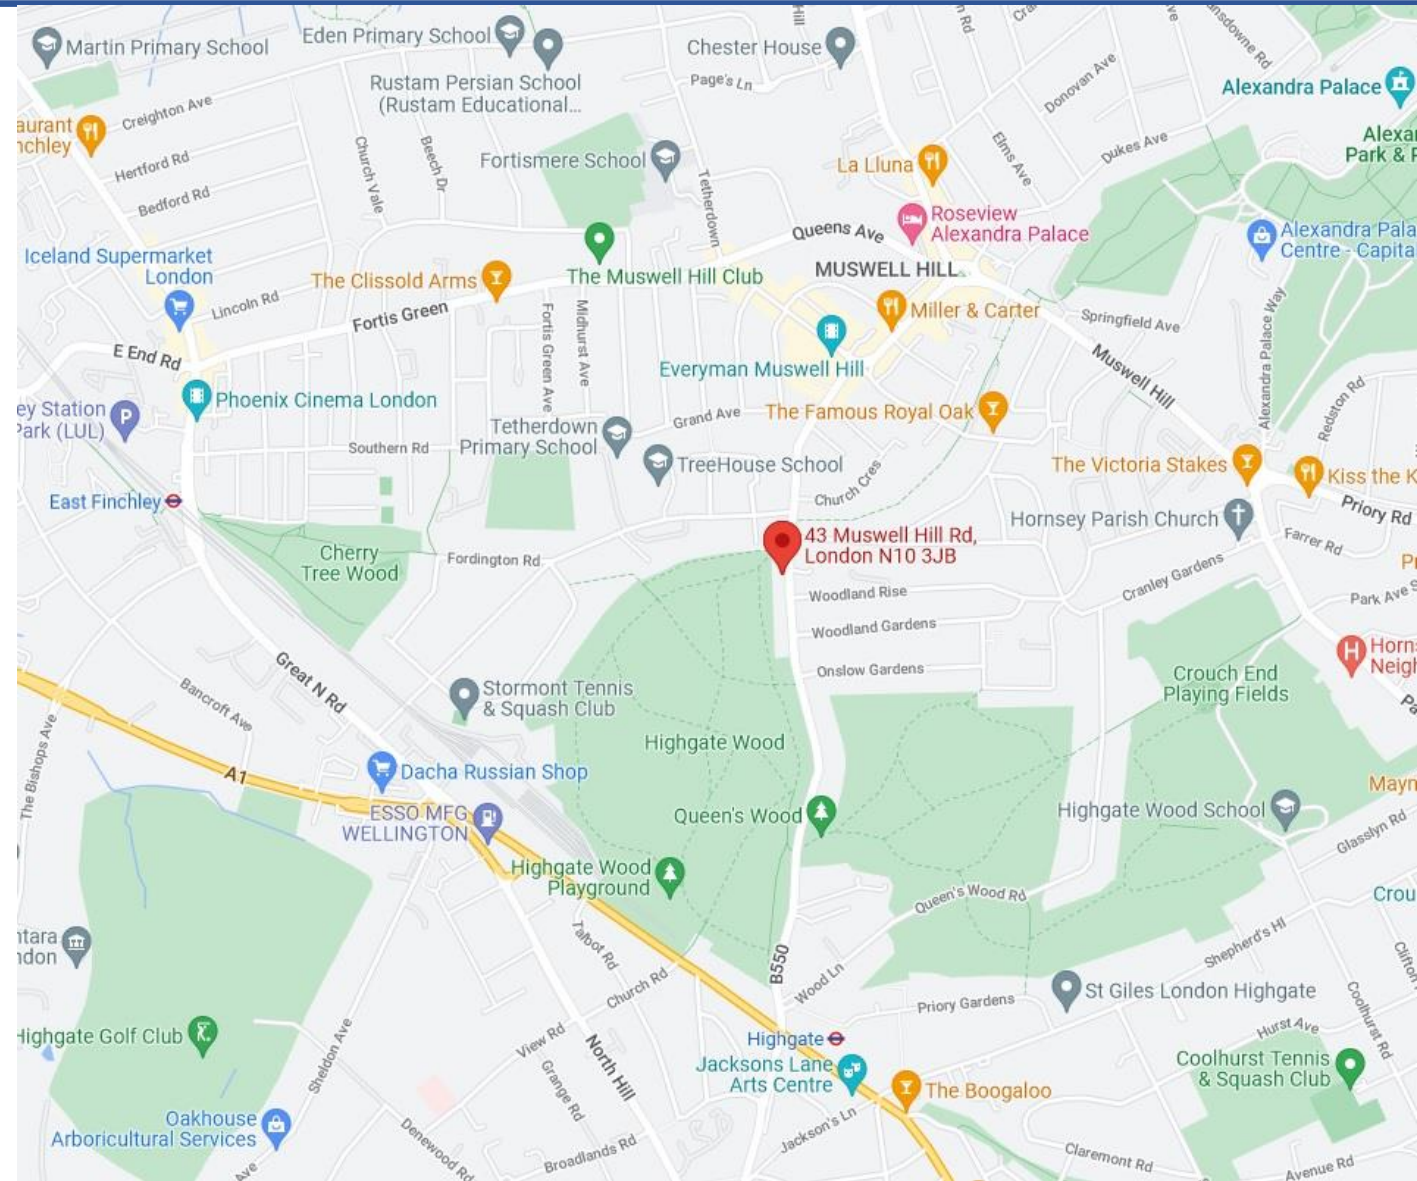 Martin Primary School
Eden Primary School
Chester House
Hill
Page's Ln
Donovan Ave
Rustam Persian School
(Rustam Educational...
Alexandra Palace
Creighton Ave
Hertford Rd
Bedford Rd
Church Vale
Beech Dr
Fortismere School
Tetherdown
La Lluna
Elms Ave
Dukes Ave
Roseview
Alexandra Palace
Queens Ave
MUSWELL HILL
Iceland Supermarket
London
The Clissold Arms
The Muswell Hill Club
Lincoln Rd
Fortis Green
Fortis Green Ave
Midhurst Ave
Miller & Carter
Springfield Ave
Alexandra Palace Way
E End Rd
Everyman Muswell Hill
Muswell Hill
Phoenix Cinema London
Redston Rd
Grand Ave
The Famous Royal Oak
Tetherdown
Primary School
Southern Rd
TreeHouse School
The Victoria Stakes
Kiss the K
East Finchley
Church Cres
Priory Rd
Hornsey Parish Church
Farrer Rd
43 Muswell Hill Rd,
London N10 3JB
Cherry
Tree Wood
Fordington Rd
Woodland Rise
Cranley Gardens
Park Ave S
Woodland Gardens
Onslow Gardens
Crouch End
Playing Fields
Great N Rd
Bancroft Ave
Stormont Tennis
& Squash Club
Highgate Wood
The Bishops Ave
A1
Dacha Russian Shop
ESSO MFG
WELLINGTON
Queen's Wood
Highgate Wood School
Glasslyn Rd
Highgate Wood
Playground
Queen's Wood Rd
Talbot Rd
Church Rd
B550
Wood Ln
Shepherd's Hl
Priory Gardens
St Giles London Highgate
Coolhurst Rd
Hurst Ave
Highgate Golf Club
Sheldon Ave
View Rd
Grange Rd
North Hill
Highgate
Jacksons Lane
Arts Centre
The Boogaloo
Coolhurst Tennis
& Squash Club
Oakhouse
Arboricultural Services
Denewood Rd
Broadlands Rd
Jackson's Ln
Claremont Rd
Avenue Rd